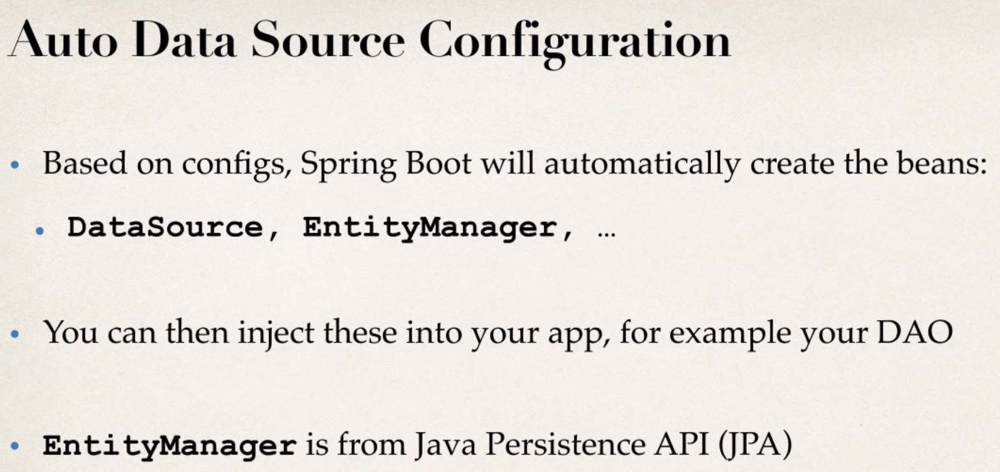 Auto Data Source Configuration
• Based on configs, Spring Boot will automatically create the beans:
• DataSource, EntityManager, ...
• You can then inject these into your app, for example your DAO
• EntityManager is from Java Persistence API (JPA)